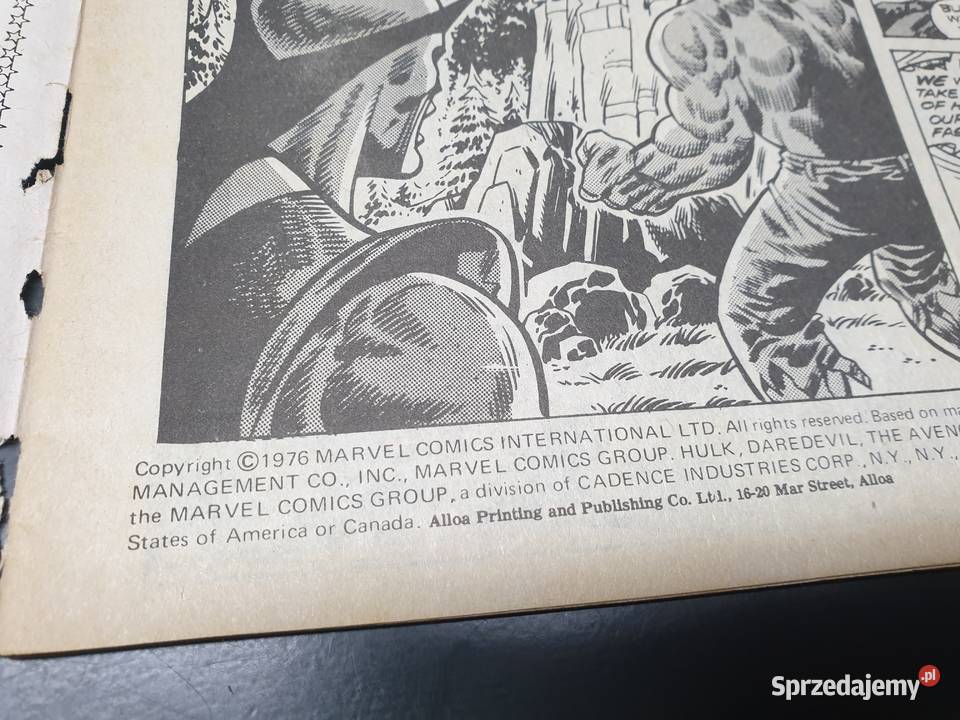 WE
TAKE
OF
OUR
Copyright ©1976 MARVEL COMICS INTERNATIONAL LTD. All rights reserved. Based on
MANAGEMENT CO., INC., MARVEL COMICS GROUP. HULK, DAREDEVIL, THE
the MARVEL COMICS GROUP, a division of CADENCE INDUSTRIES CORP., N.Y., N.Y.,
States of America or Canada. Alloa Printing and Publishing Co. Ltd., 16-20 Mar Street, Alloa
Sprzedajemy.pl